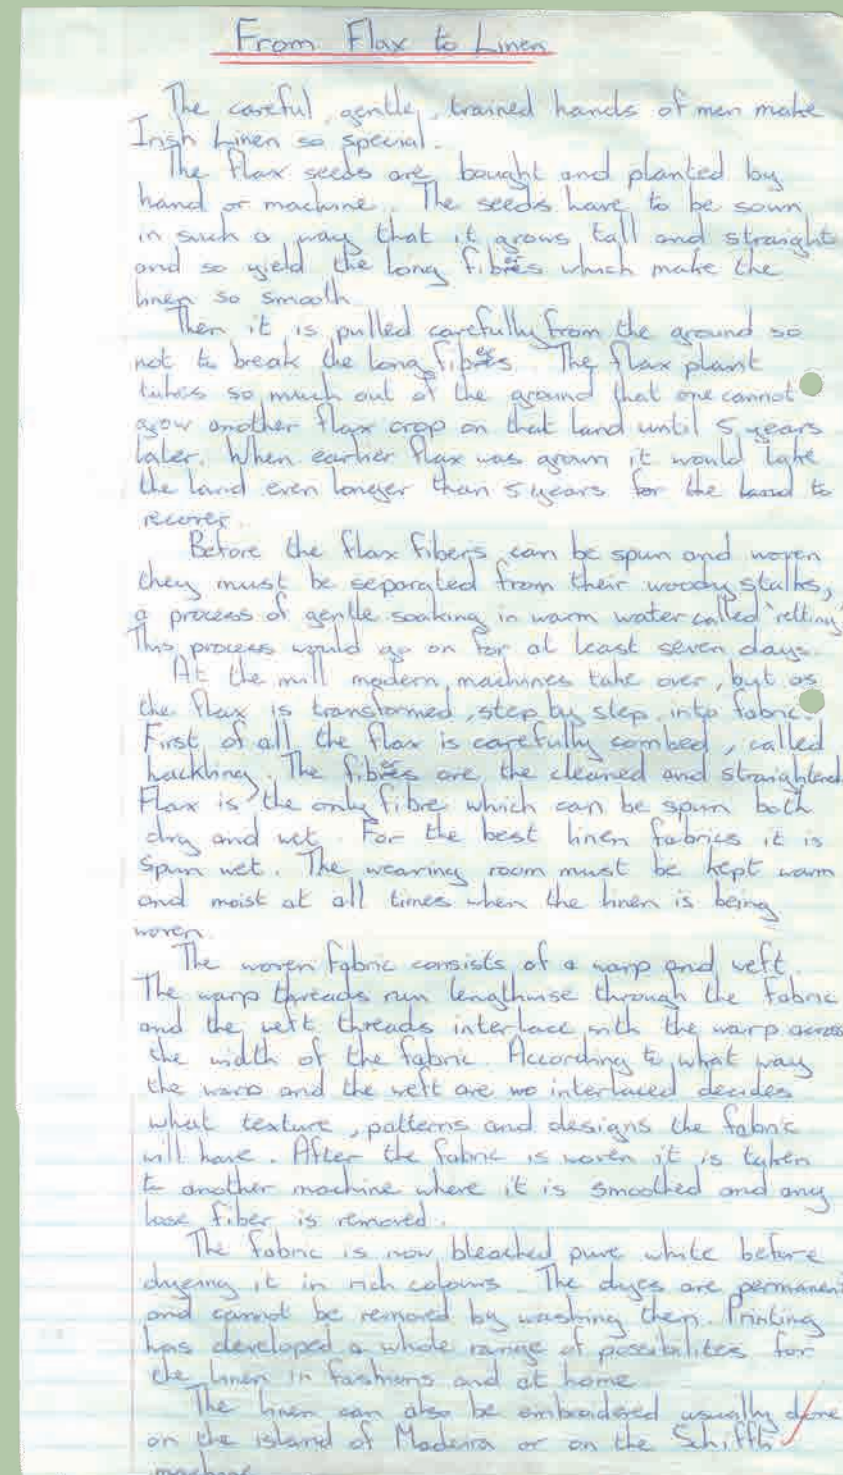 From Flax to Linen
The careful, gentle, trained hands of men make
Irish Linen so special.
The flax seeds are bought and planted by
hand or machine. The seeds have to be sown
in such a way that it grows tall and straight
and so yield the long fibres which make the
linen so smooth
Then it is pulled carefully from the ground so
not to break the long fibres. The flax plant
takes so much out of the ground that one cannot
grow another flax crop on that land until 5 years
later. When earlier flax was grown it would take
the land even longer than 5 years for the land to
recover.
Before the flax fibers can be spun and woven
they must be separated from their woody stalks,
a process of gentle soaking in warm water called 'retting'
This process would go on for at least seven days.
At the mill modern machines take over, but as
the flax is transformed, step by step, into fabric.
First of all the flax is carefully combed, called
hackling. The fibres are the cleaned and straightened
Flax is the only fibre which can be spun both
dry and wet. For the best linen fabrics it is
spun wet. The weaving room must be kept warm
and moist at all times when the linen is being
woven.
The woven fabric consists of a warp and weft.
The warp threads run lengthwise through the fabric
and the weft threads interlace with the warp across
the width of the fabric. According to what way
the warp and the weft are interlaced decides
what texture, patterns and designs the fabric
will have. After the fabric is woven it is taken
to another machine where it is smoothed and any
lose fiber is removed.
The fabric is now bleached pure white before
dyeing it in rich colours. The dyes are permanent
and cannot be removed by washing them. Printing
has developed a whole range of possibilites for
the linen in fashions and at home
The linen can also be embroidered usually done
on the island of Madeira or on the Schiffli
machine